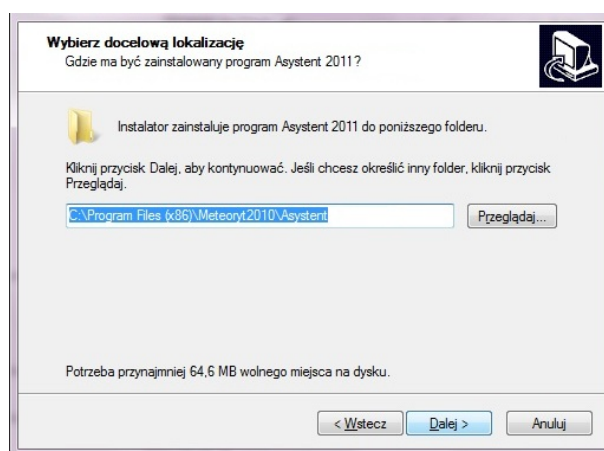 Wybierz docelową lokalizację
Gdzie ma być zainstalowany program Asystent 2011?
Instalator zainstaluje program Asystent 2011 do poniższego folderu.
Kliknij przycisk Dalej, aby kontynuować. Jeśli chcesz określić inny folder, kliknij przycisk
Przeglądaj.
C:\Program Files (x86)\Meteoryt2010\Asystent
Przeglądaj...
Potrzeba przynajmniej 64,6 MB wolnego miejsca na dysku.
< Wstecz
Dalej >
Anuluj